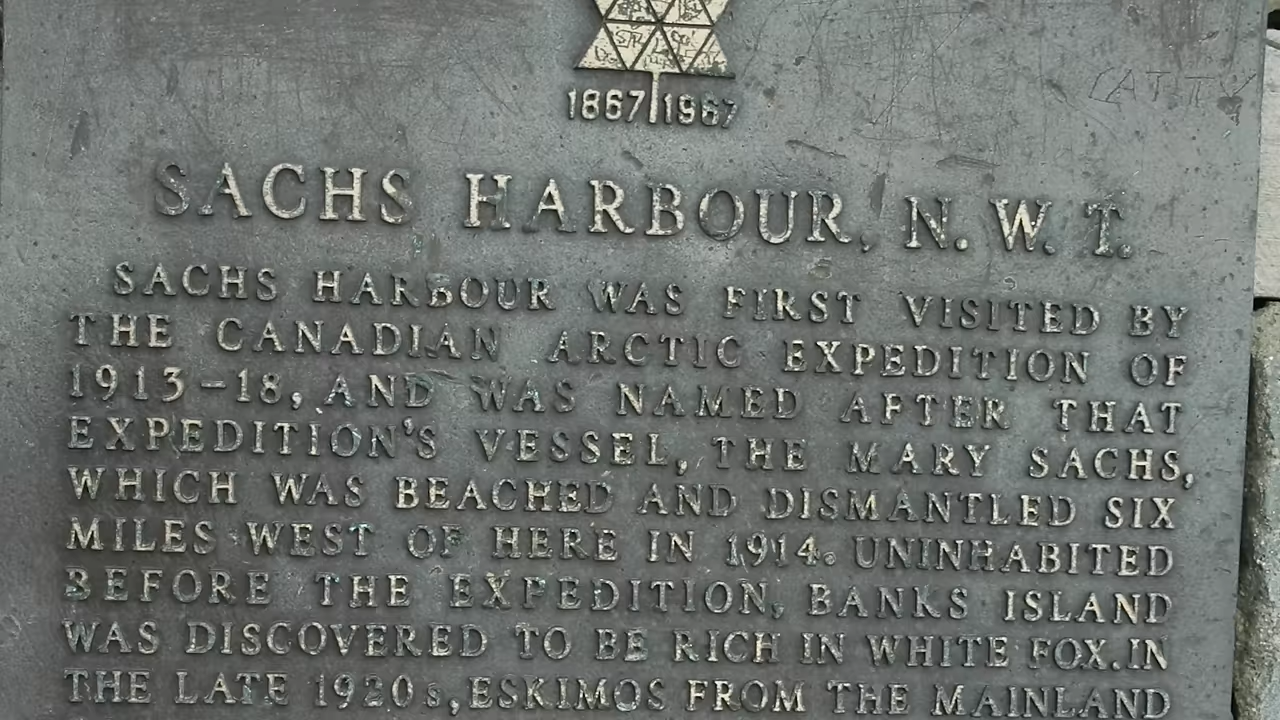 1867 1967
CATHY
SACHS HARBOUR, N. W. T.
SACHS HARBOUR WAS FIRST VISITED BY
THE CANADIAN ARCTIC EXPEDITION OF
1913-18, AND WAS NAMED AFTER THAT
EXPEDITION'S VESSEL, THE MARY SACHS,
WHICH WAS BEACHED AND DISMANTLED SIX
MILES WEST OF HERE IN 1914. UNINHABITED
BEFORE THE EXPEDITION, BANKS ISLAND
WAS DISCOVERED TO BE RICH IN WHITE FOX. IN
THE LATE 1920s, ESKIMOS FROM THE MAINLAND